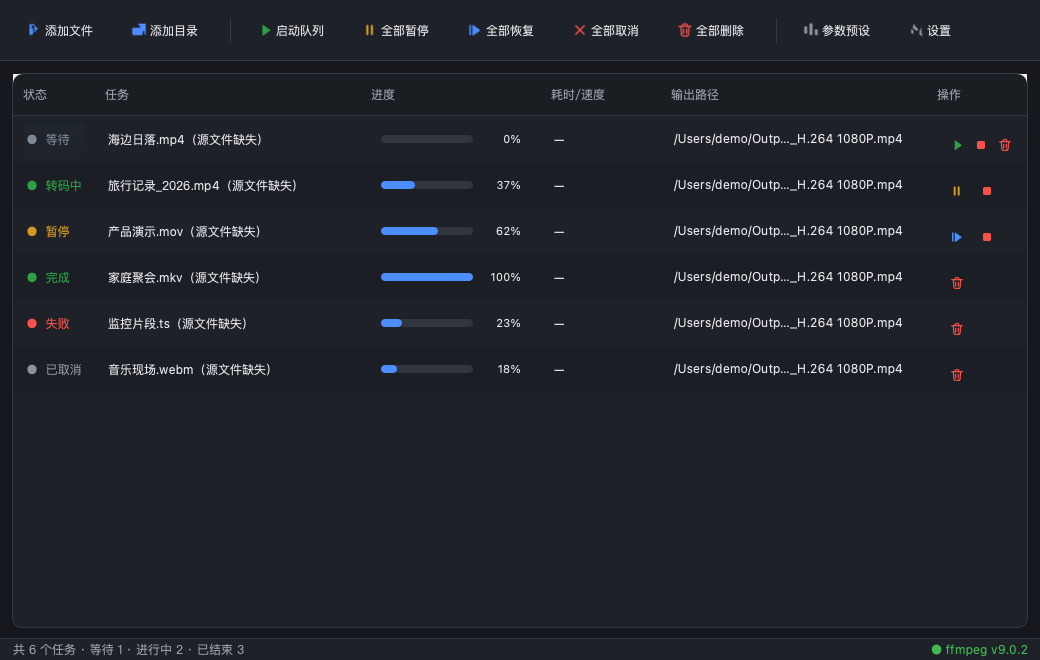 添加文件 添加目录 启动队列 全部暂停 全部恢复 全部取消 全部删除 参数预设 设置
状态 任务 进度 耗时/速度 输出路径 操作
等待 海边日落.mp4（源文件缺失） 0% — /Users/demo/Outp..._H.264 1080P.mp4
转码中 旅行记录_2026.mp4（源文件缺失） 37% — /Users/demo/Outp..._H.264 1080P.mp4
暂停 产品演示.mov（源文件缺失） 62% — /Users/demo/Outp..._H.264 1080P.mp4
完成 家庭聚会.mkv（源文件缺失） 100% — /Users/demo/Outp..._H.264 1080P.mp4
失败 监控片段.ts（源文件缺失） 23% — /Users/demo/Outp..._H.264 1080P.mp4
已取消 音乐现场.webm（源文件缺失） 18% — /Users/demo/Outp..._H.264 1080P.mp4
共 6 个任务 · 等待 1 · 进行中 2 · 已结束 3 ffmpeg v9.0.2